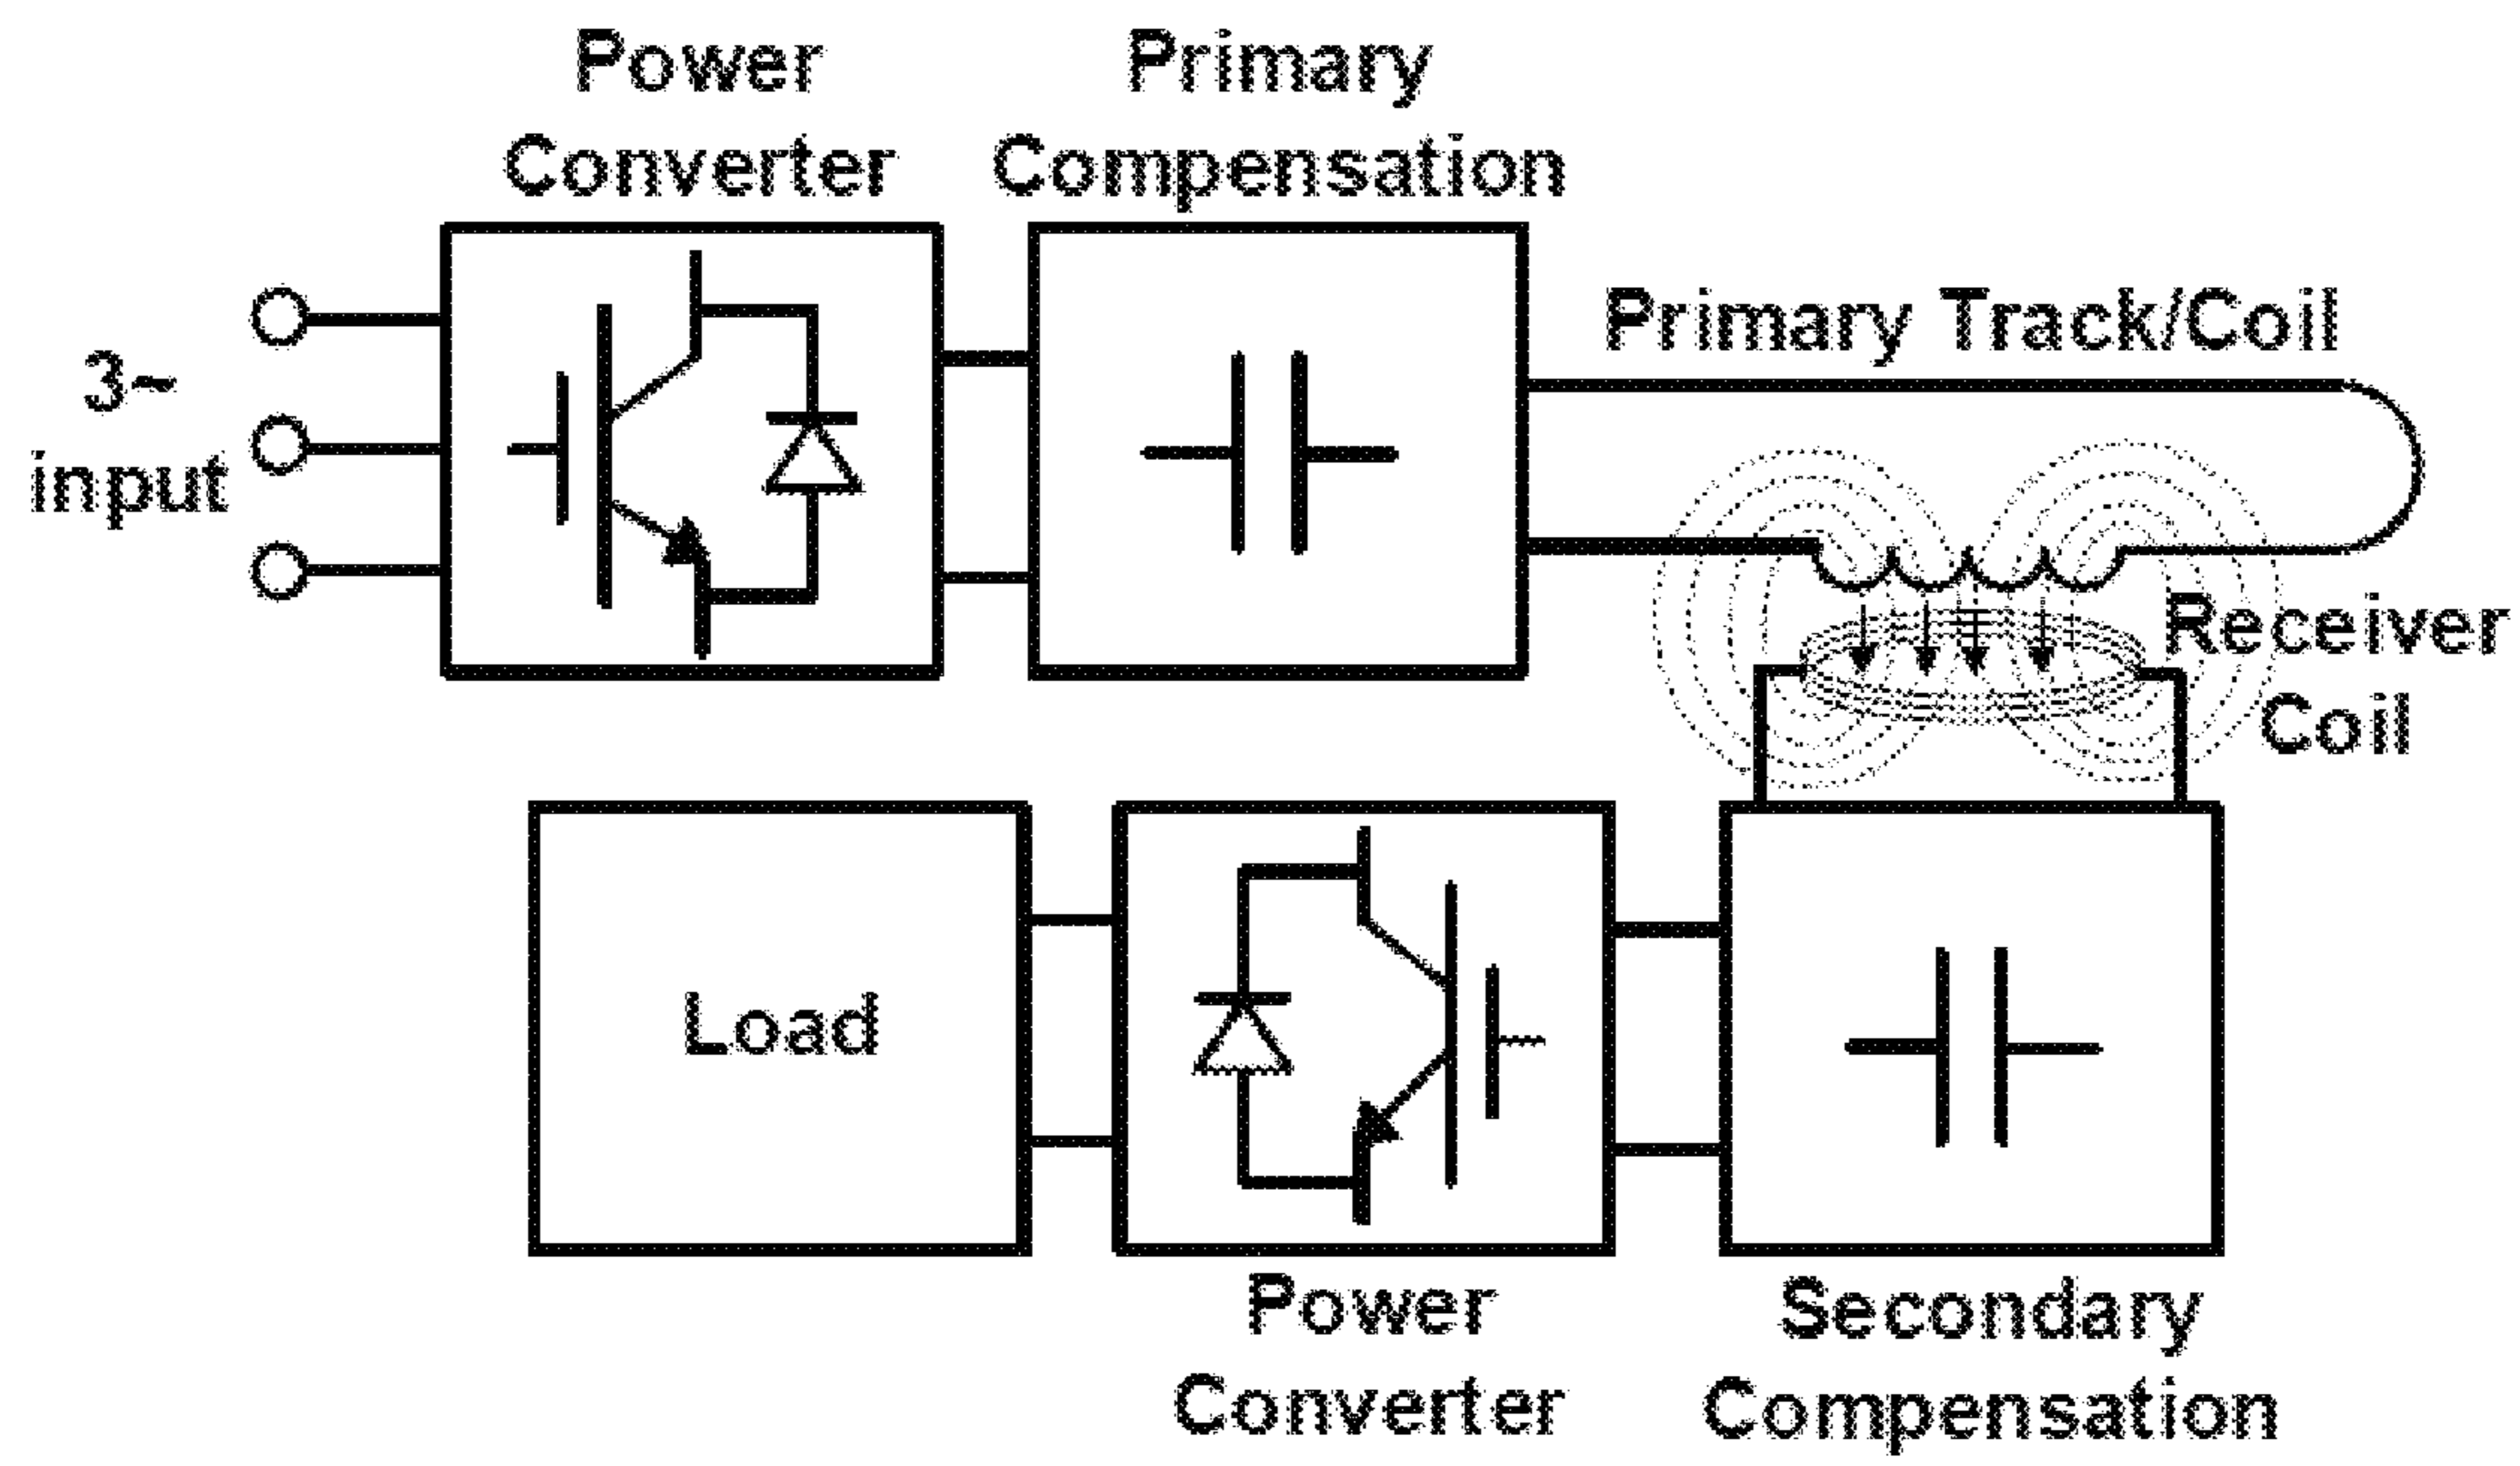 Power
Converter
Primary
Compensation
3~
input
Primary Track/Coil
Receiver
Coil
Load
Power
Converter
Secondary
Compensation